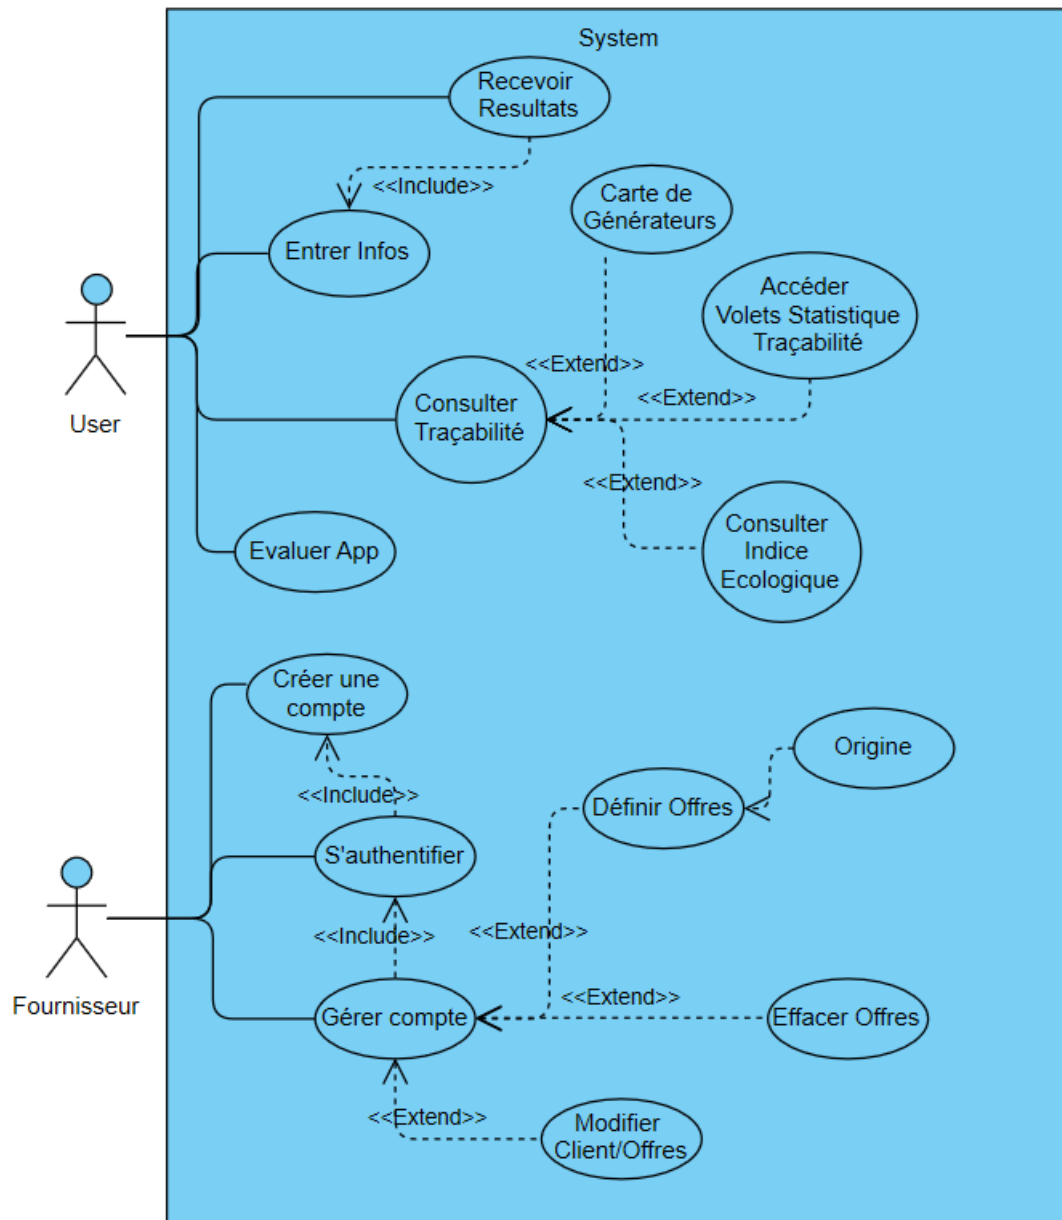 System
Recevoir
Resultats
<<Include>>
Carte de
Générateurs
Entrer Infos
Accéder
Volets Statistique
Traçabilité
<<Extend>>
<<Extend>>
User
Consulter
Traçabilité
<<Extend>>
Consulter
Indice
Ecologique
Evaluer App
Créer une
compte
Origine
<<Include>>
Définir Offres
S'authentifier
<<Include>>
<<Extend>>
Fournisseur
<<Extend>>
Gérer compte
Effacer Offres
<<Extend>>
Modifier
Client/Offres